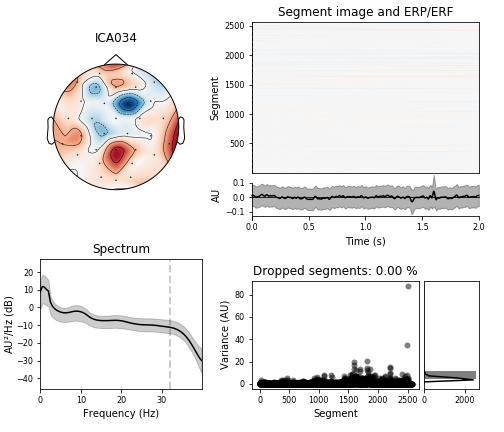 ICA034
Segment image and ERP/ERF
2500
2000
1500
1000
500
Segment
0.1
0.0
−0.1
AU
0.0 0.5 1.0 1.5 2.0
Time (s)
Spectrum
20
10
0
−10
−20
−30
−40
AU²/Hz (dB)
0 10 20 30
Frequency (Hz)
Dropped segments: 0.00 %
80
60
40
20
0
Variance (AU)
0 500 1000 1500 2000 2500
Segment
0 2000